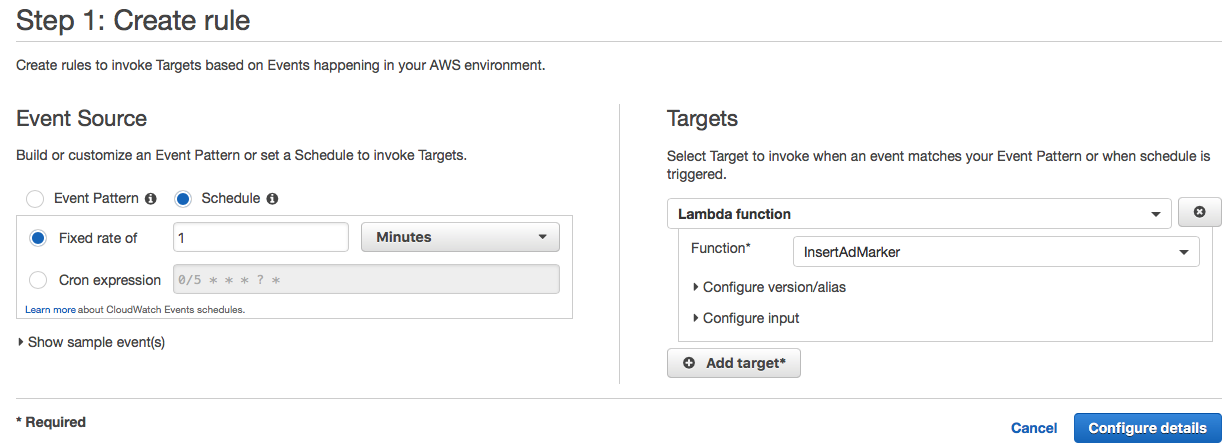 Step 1: Create rule
Create rules to invoke Targets based on Events happening in your AWS environment.
Event Source
Build or customize an Event Pattern or set a Schedule to invoke Targets.
Event Pattern
Schedule
Fixed rate of
1
Minutes
Cron expression
0/5 * * * ? *
Learn more about CloudWatch Events schedules.
Show sample event(s)
Targets
Select Target to invoke when an event matches your Event Pattern or when schedule is
triggered.
Lambda function
Function*
InsertAdMarker
Configure version/alias
Configure input
Add target*
* Required
Cancel
Configure details